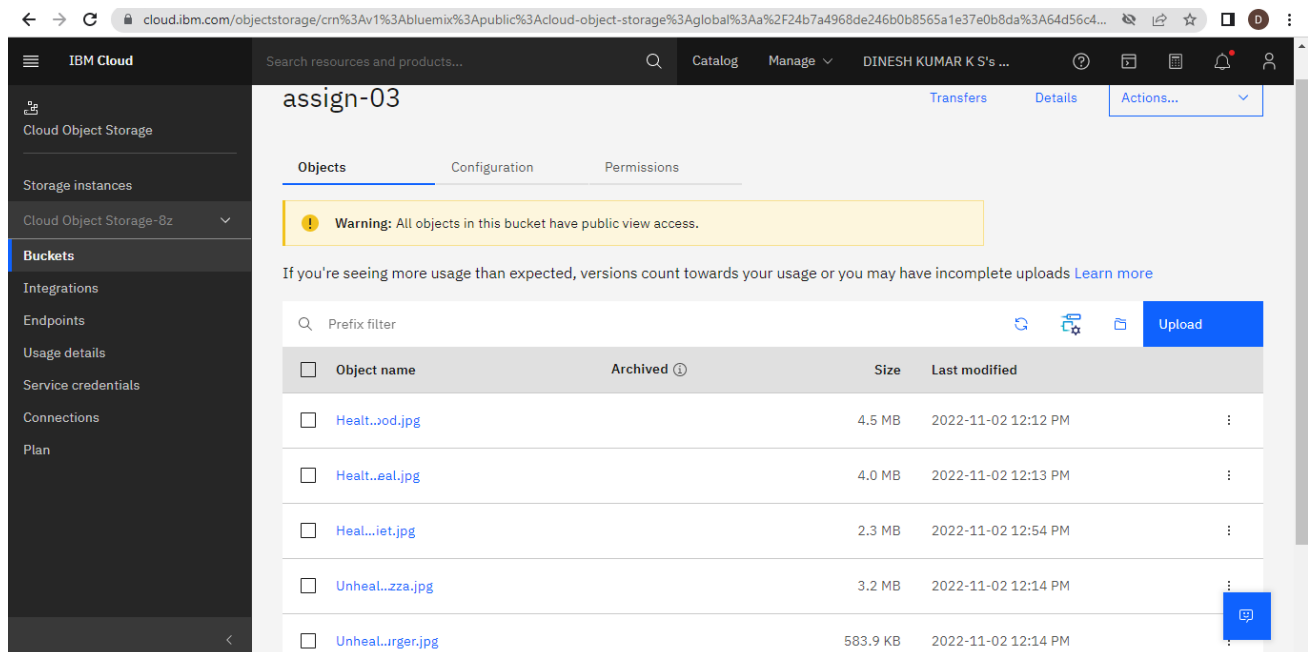 cloud.ibm.com/objectstorage/crn%3Av1%3Abluemix%3Apublic%3Acloud-object-storage%3Aglobal%3Aa%2F24b7a4968de246b0b8565a1e37e0b8da%3A64d56c4...
D
IBM Cloud
Search resources and products...
Catalog
Manage
DINESH KUMAR K S's ...
Cloud Object Storage
Storage instances
Cloud Object Storage-8z
Buckets
Integrations
Endpoints
Usage details
Service credentials
Connections
Plan
assign-03
Transfers
Details
Actions...
Objects
Configuration
Permissions
Warning: All objects in this bucket have public view access.
If you're seeing more usage than expected, versions count towards your usage or you may have incomplete uploads Learn more
Prefix filter
Upload
Object name Archived Size Last modified
Healt...ood.jpg 4.5 MB 2022-11-02 12:12 PM
Healt...eal.jpg 4.0 MB 2022-11-02 12:13 PM
Heal...iet.jpg 2.3 MB 2022-11-02 12:54 PM
Unheal...zza.jpg 3.2 MB 2022-11-02 12:14 PM
Unheal...urger.jpg 583.9 KB 2022-11-02 12:14 PM